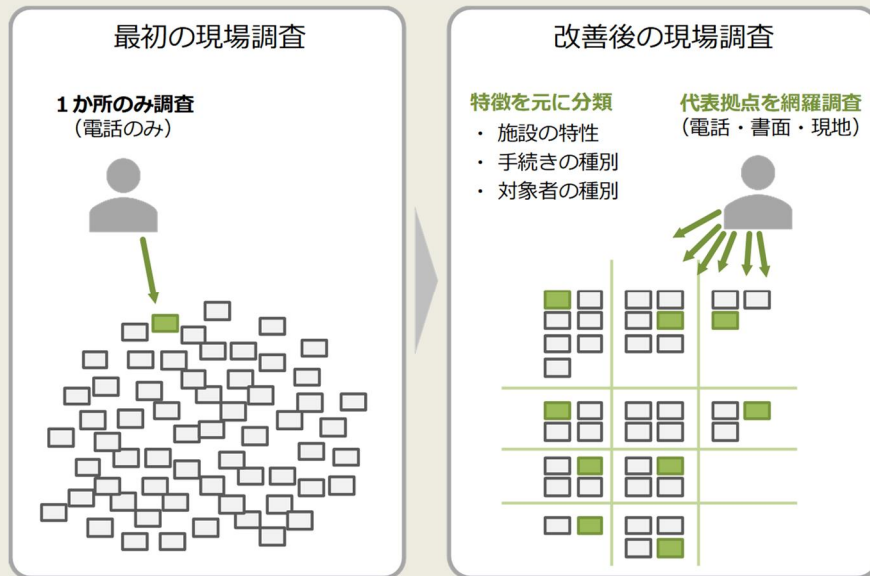 最初の現場調査
1か所のみ調査
（電話のみ）
改善後の現場調査
特徴を元に分類
・ 施設の特性
・ 手続きの種別
・ 対象者の種別
代表拠点を網羅調査
（電話・書面・現地）